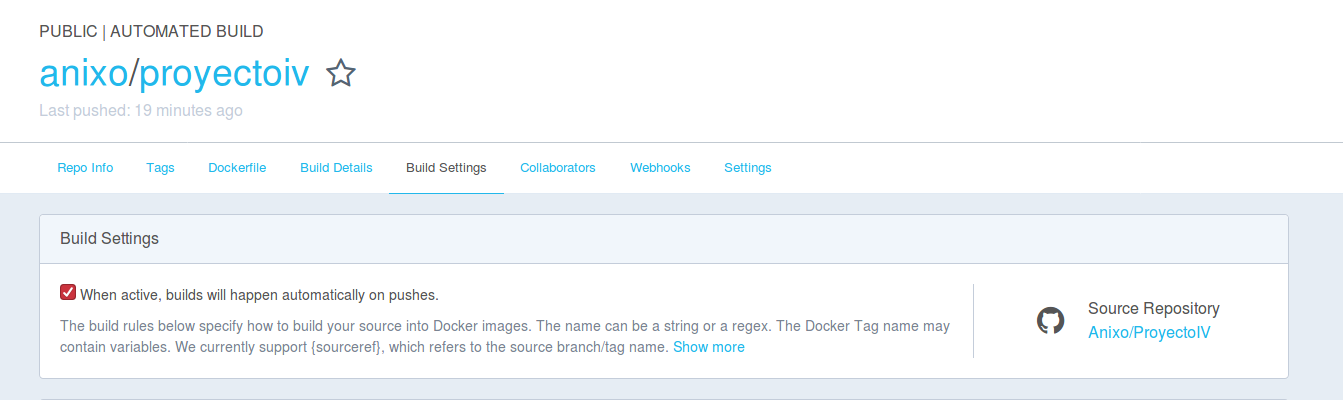 PUBLIC | AUTOMATED BUILD
anixo/proyectoiv
Last pushed: 19 minutes ago
Repo Info Tags Dockerfile Build Details Build Settings Collaborators Webhooks Settings
Build Settings
When active, builds will happen automatically on pushes.
The build rules below specify how to build your source into Docker images. The name can be a string or a regex. The Docker Tag name may
contain variables. We currently support {sourceref}, which refers to the source branch/tag name. Show more
Source Repository
Anixo/ProyectoIV